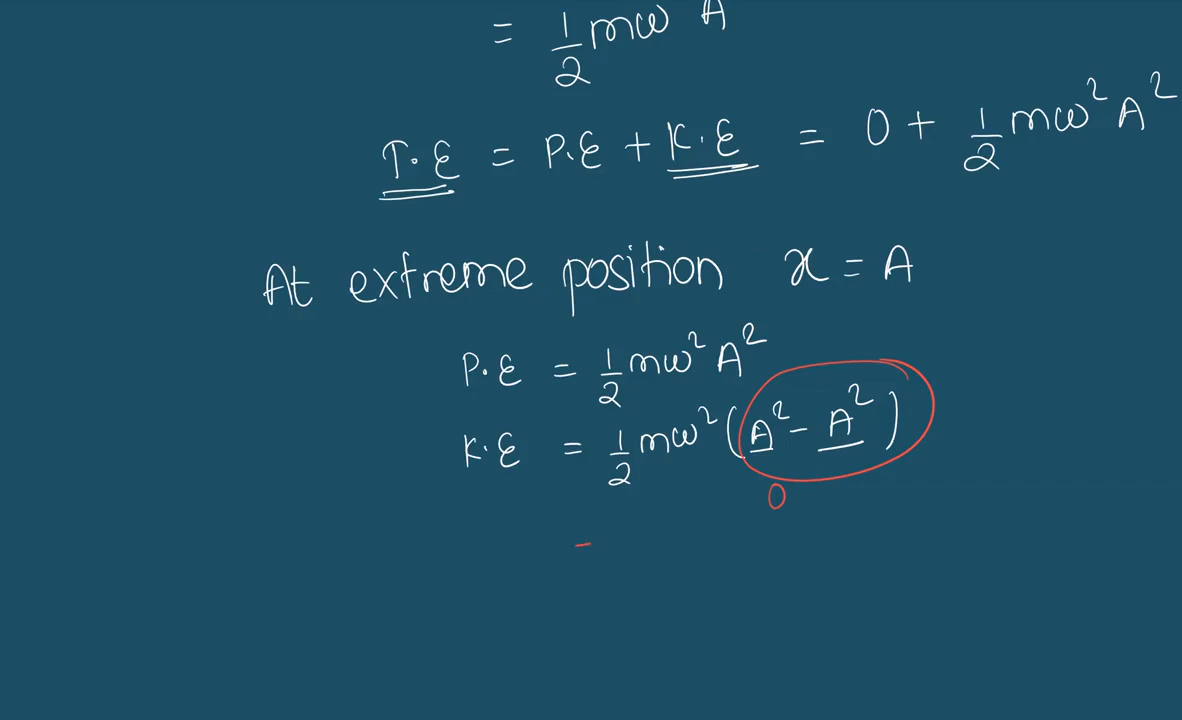 = 1/2 mω A
T.E = P.E + K.E = 0 + 1/2 mω² A²
At extreme position x = A
P.E = 1/2 mω² A²
K.E = 1/2 mω² (A² - A²)
0
-